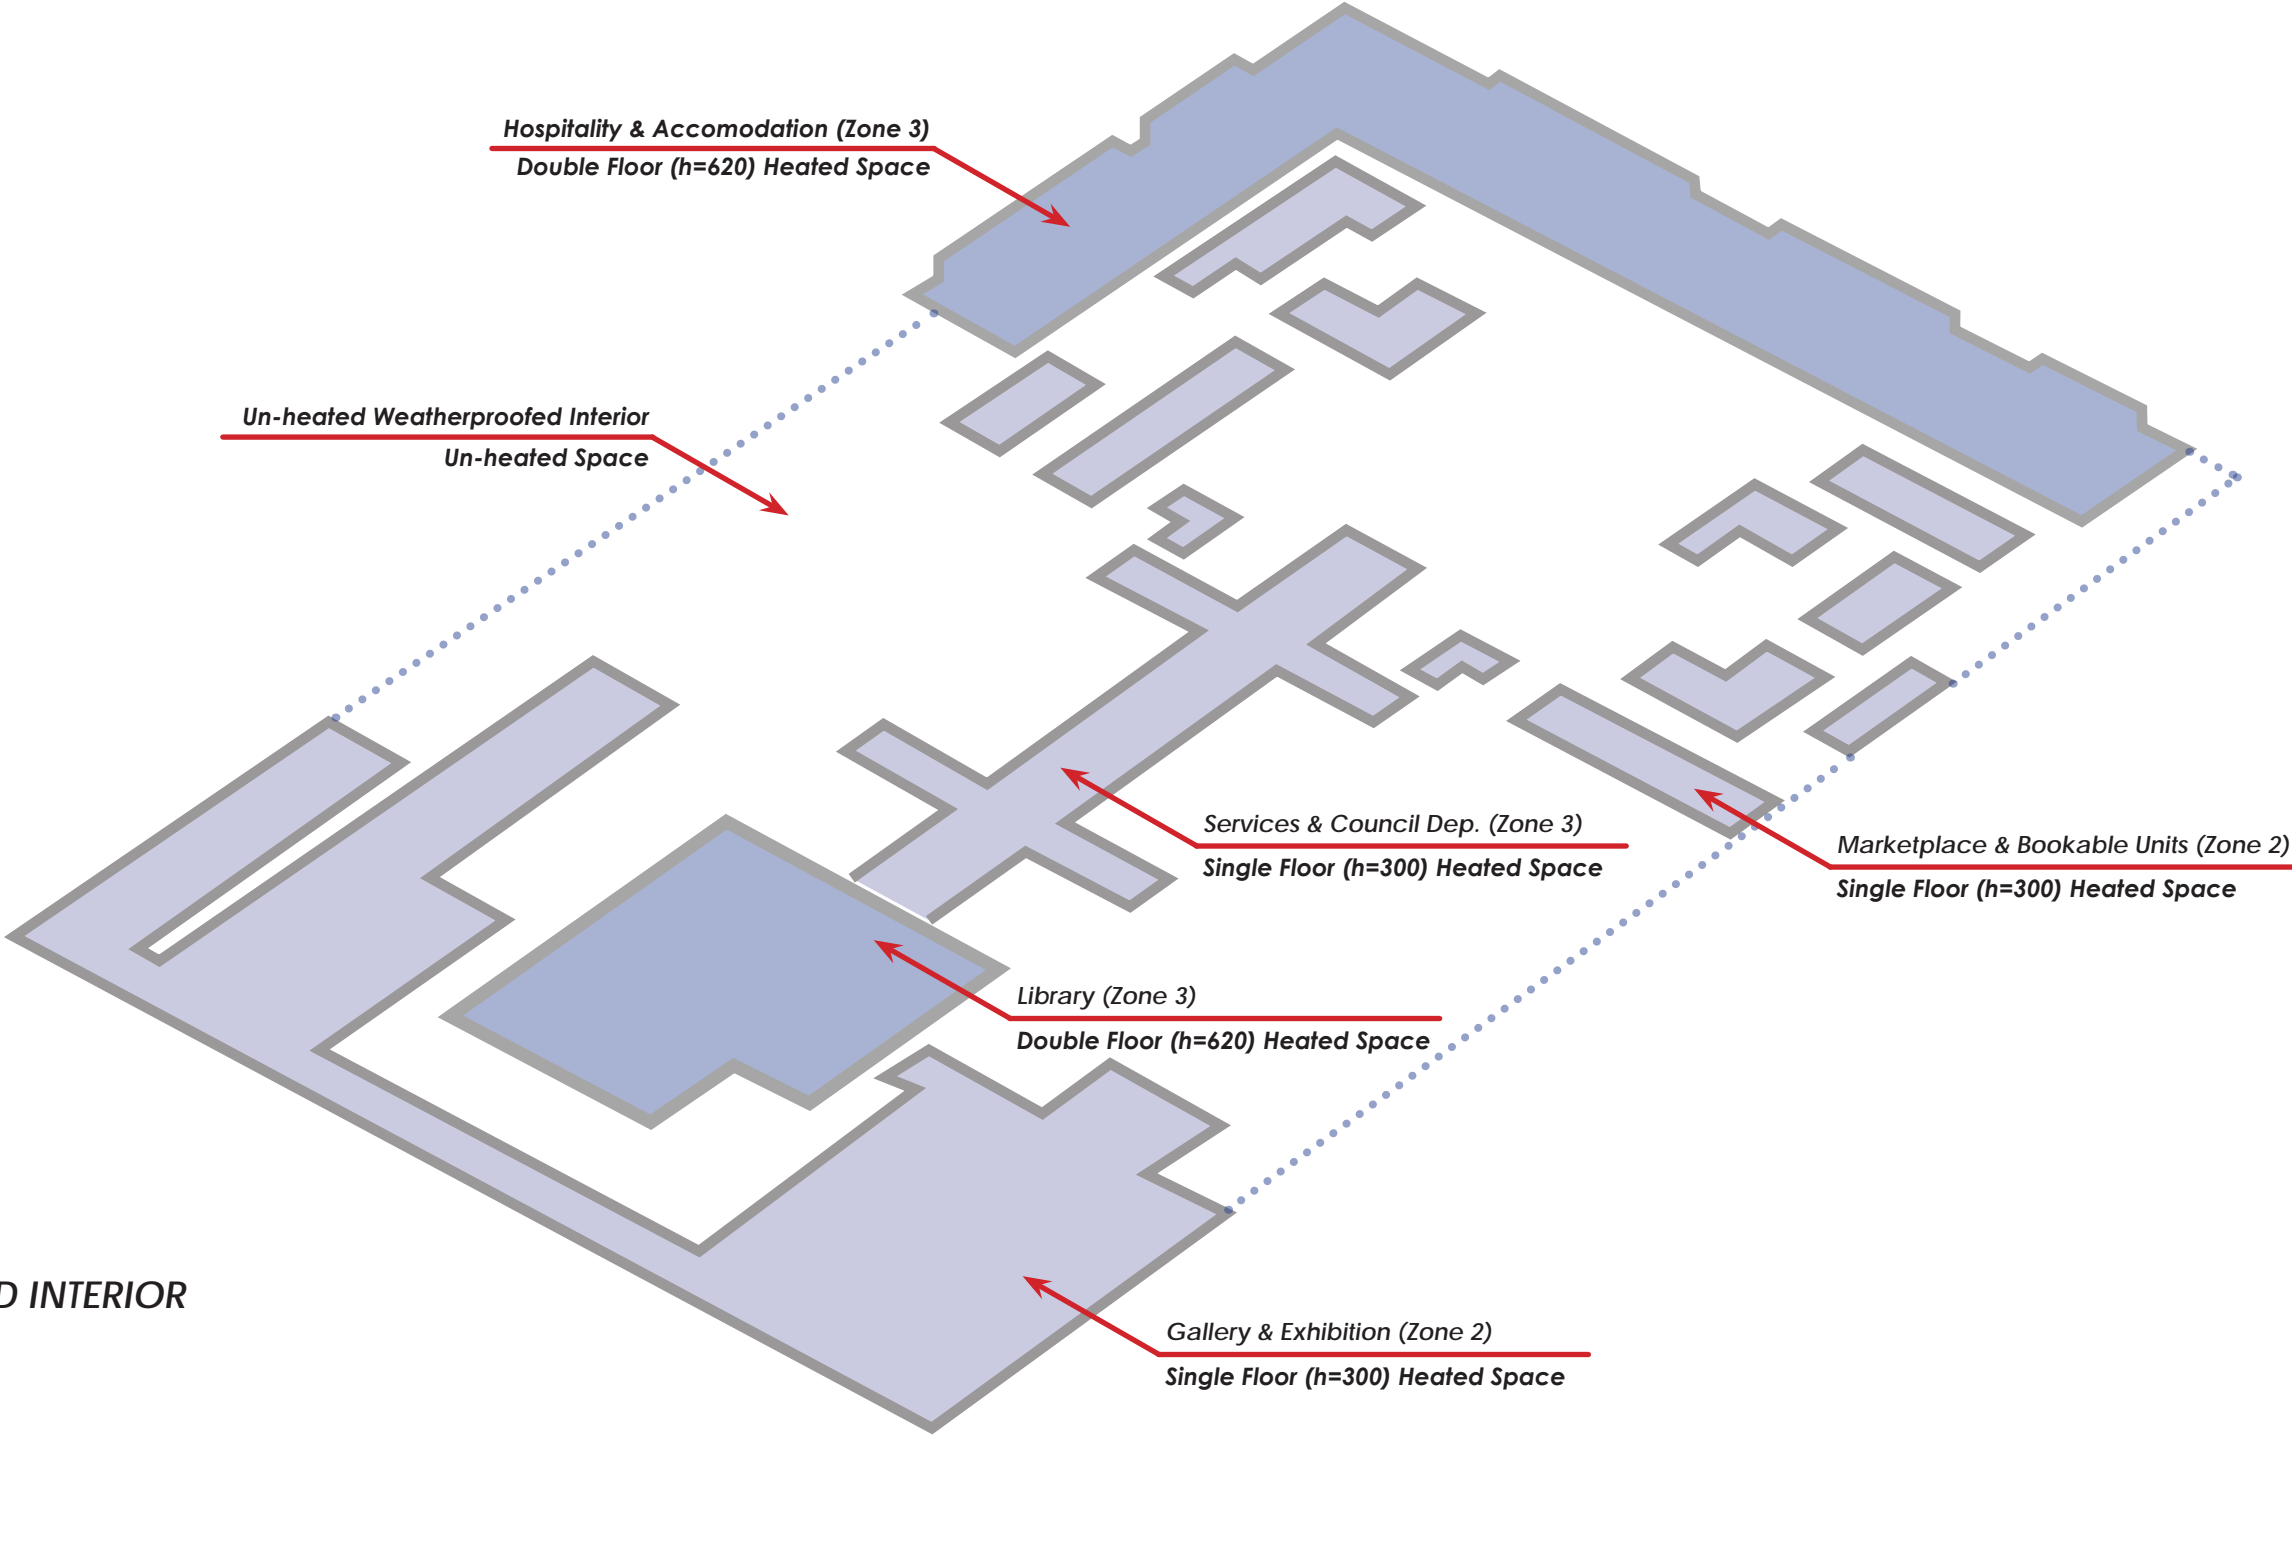 Hospitality & Accomodation (Zone 3)
Double Floor (h=620) Heated Space
Un-heated Weatherproofed Interior
Un-heated Space
Services & Council Dep. (Zone 3)
Single Floor (h=300) Heated Space
Marketplace & Bookable Units (Zone 2)
Single Floor (h=300) Heated Space
Library (Zone 3)
Double Floor (h=620) Heated Space
D INTERIOR
Gallery & Exhibition (Zone 2)
Single Floor (h=300) Heated Space